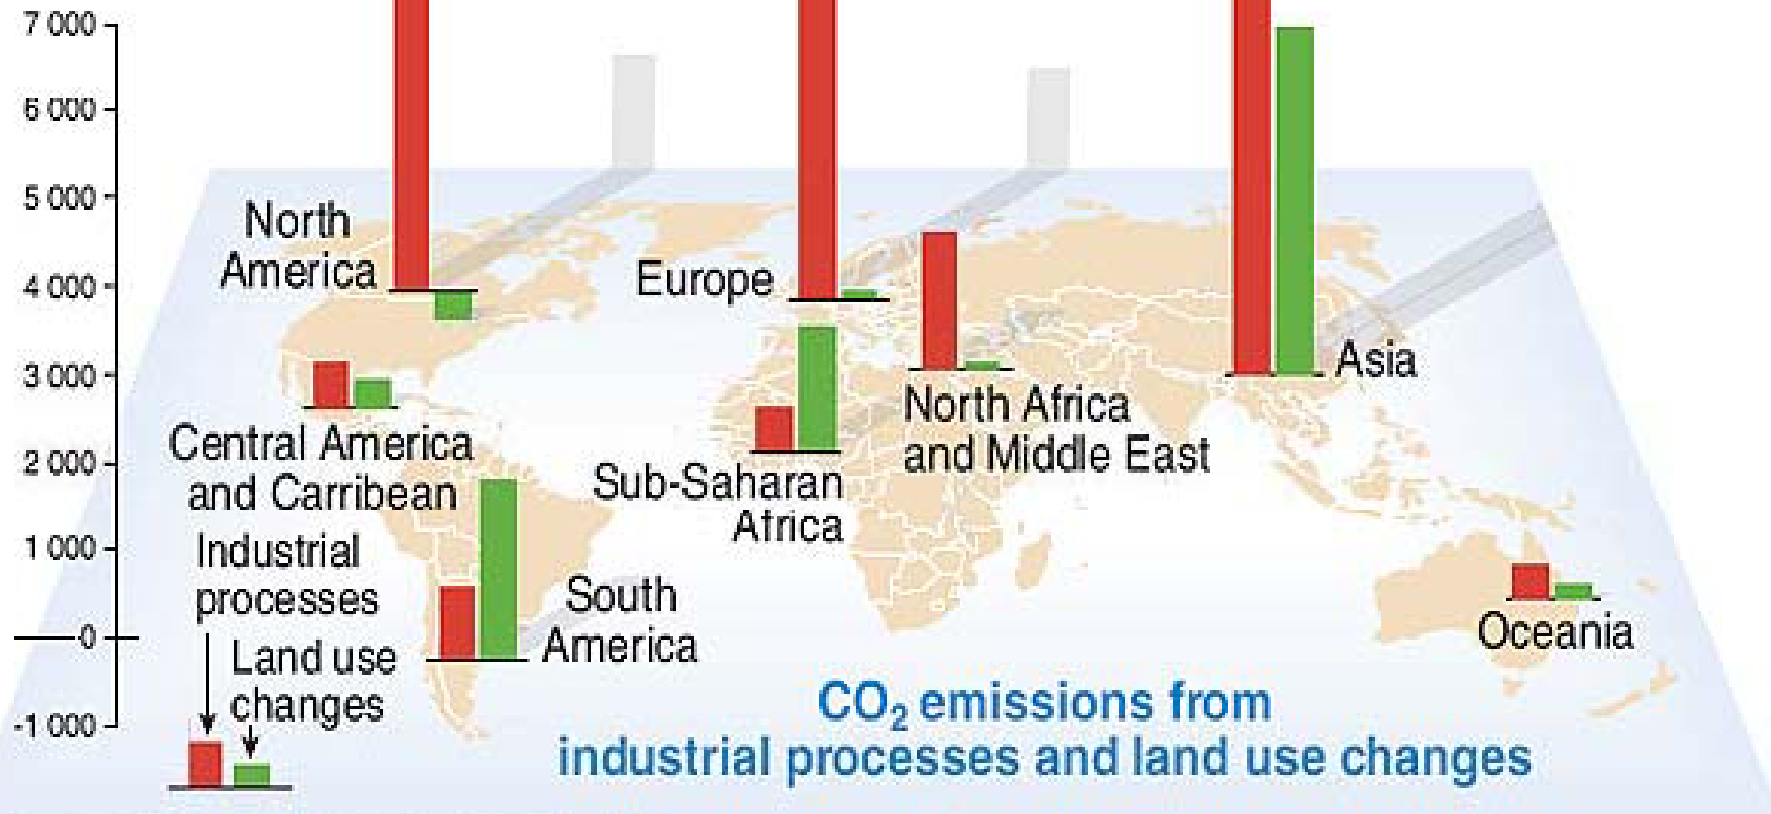 7 000
6 000
5 000
4 000
3 000
2 000
1 000
0
-1 000
North
America
Europe
Asia
Central America
and Carribean
North Africa
and Middle East
Sub-Saharan
Africa
Industrial
processes
Land use
changes
South
America
Oceania
CO₂ emissions from
industrial processes and land use changes